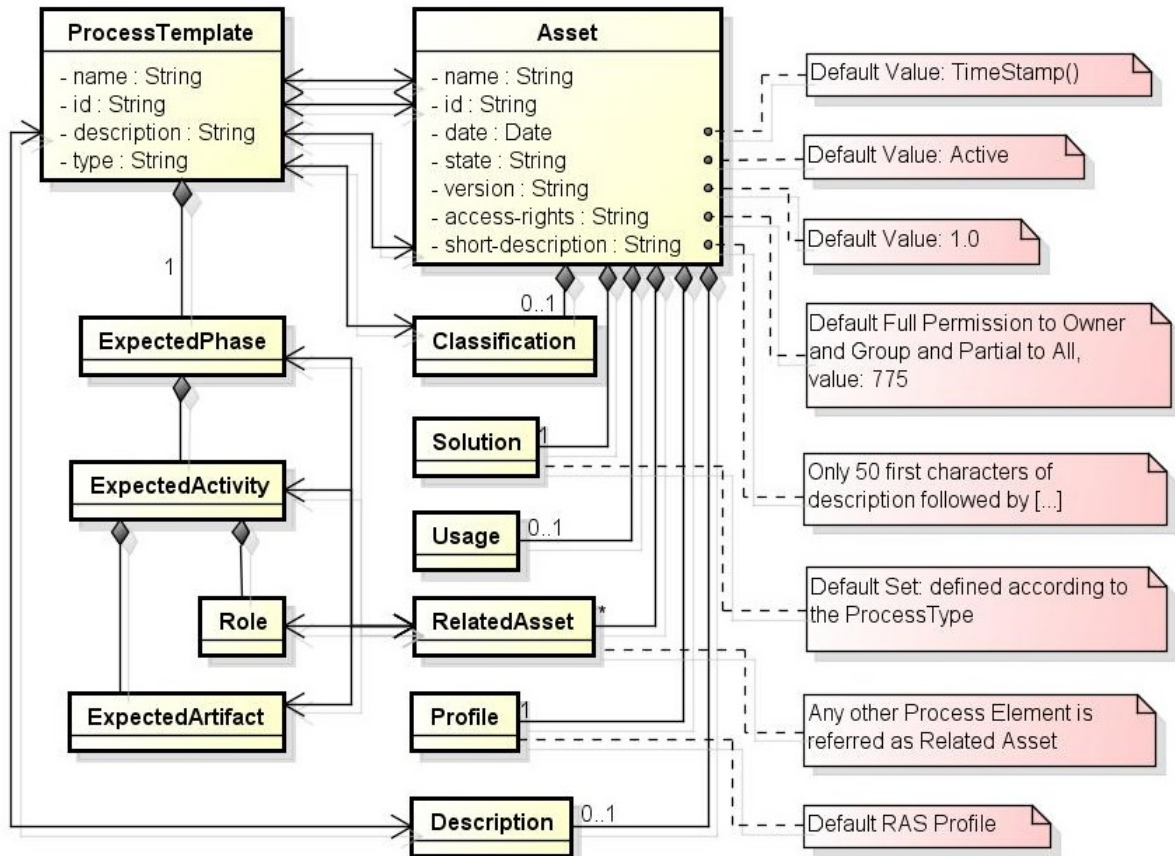 ProcessTemplate
- name : String
- id : String
- description : String
- type : String
Asset
- name : String
- id : String
- date : Date
- state : String
- version : String
- access-rights : String
- short-description : String
Default Value: TimeStamp()
Default Value: Active
Default Value: 1.0
Default Full Permission to Owner
and Group and Partial to All,
value: 775
Only 50 first characters of
description followed by [...]
Default Set: defined according to
the ProcessType
Any other Process Element is
referred as Related Asset
Default RAS Profile
1
ExpectedPhase
ExpectedActivity
Role
ExpectedArtifact
0..1
Classification
Solution
1
Usage
0..1
RelatedAsset
*
Profile
1
Description
0..1